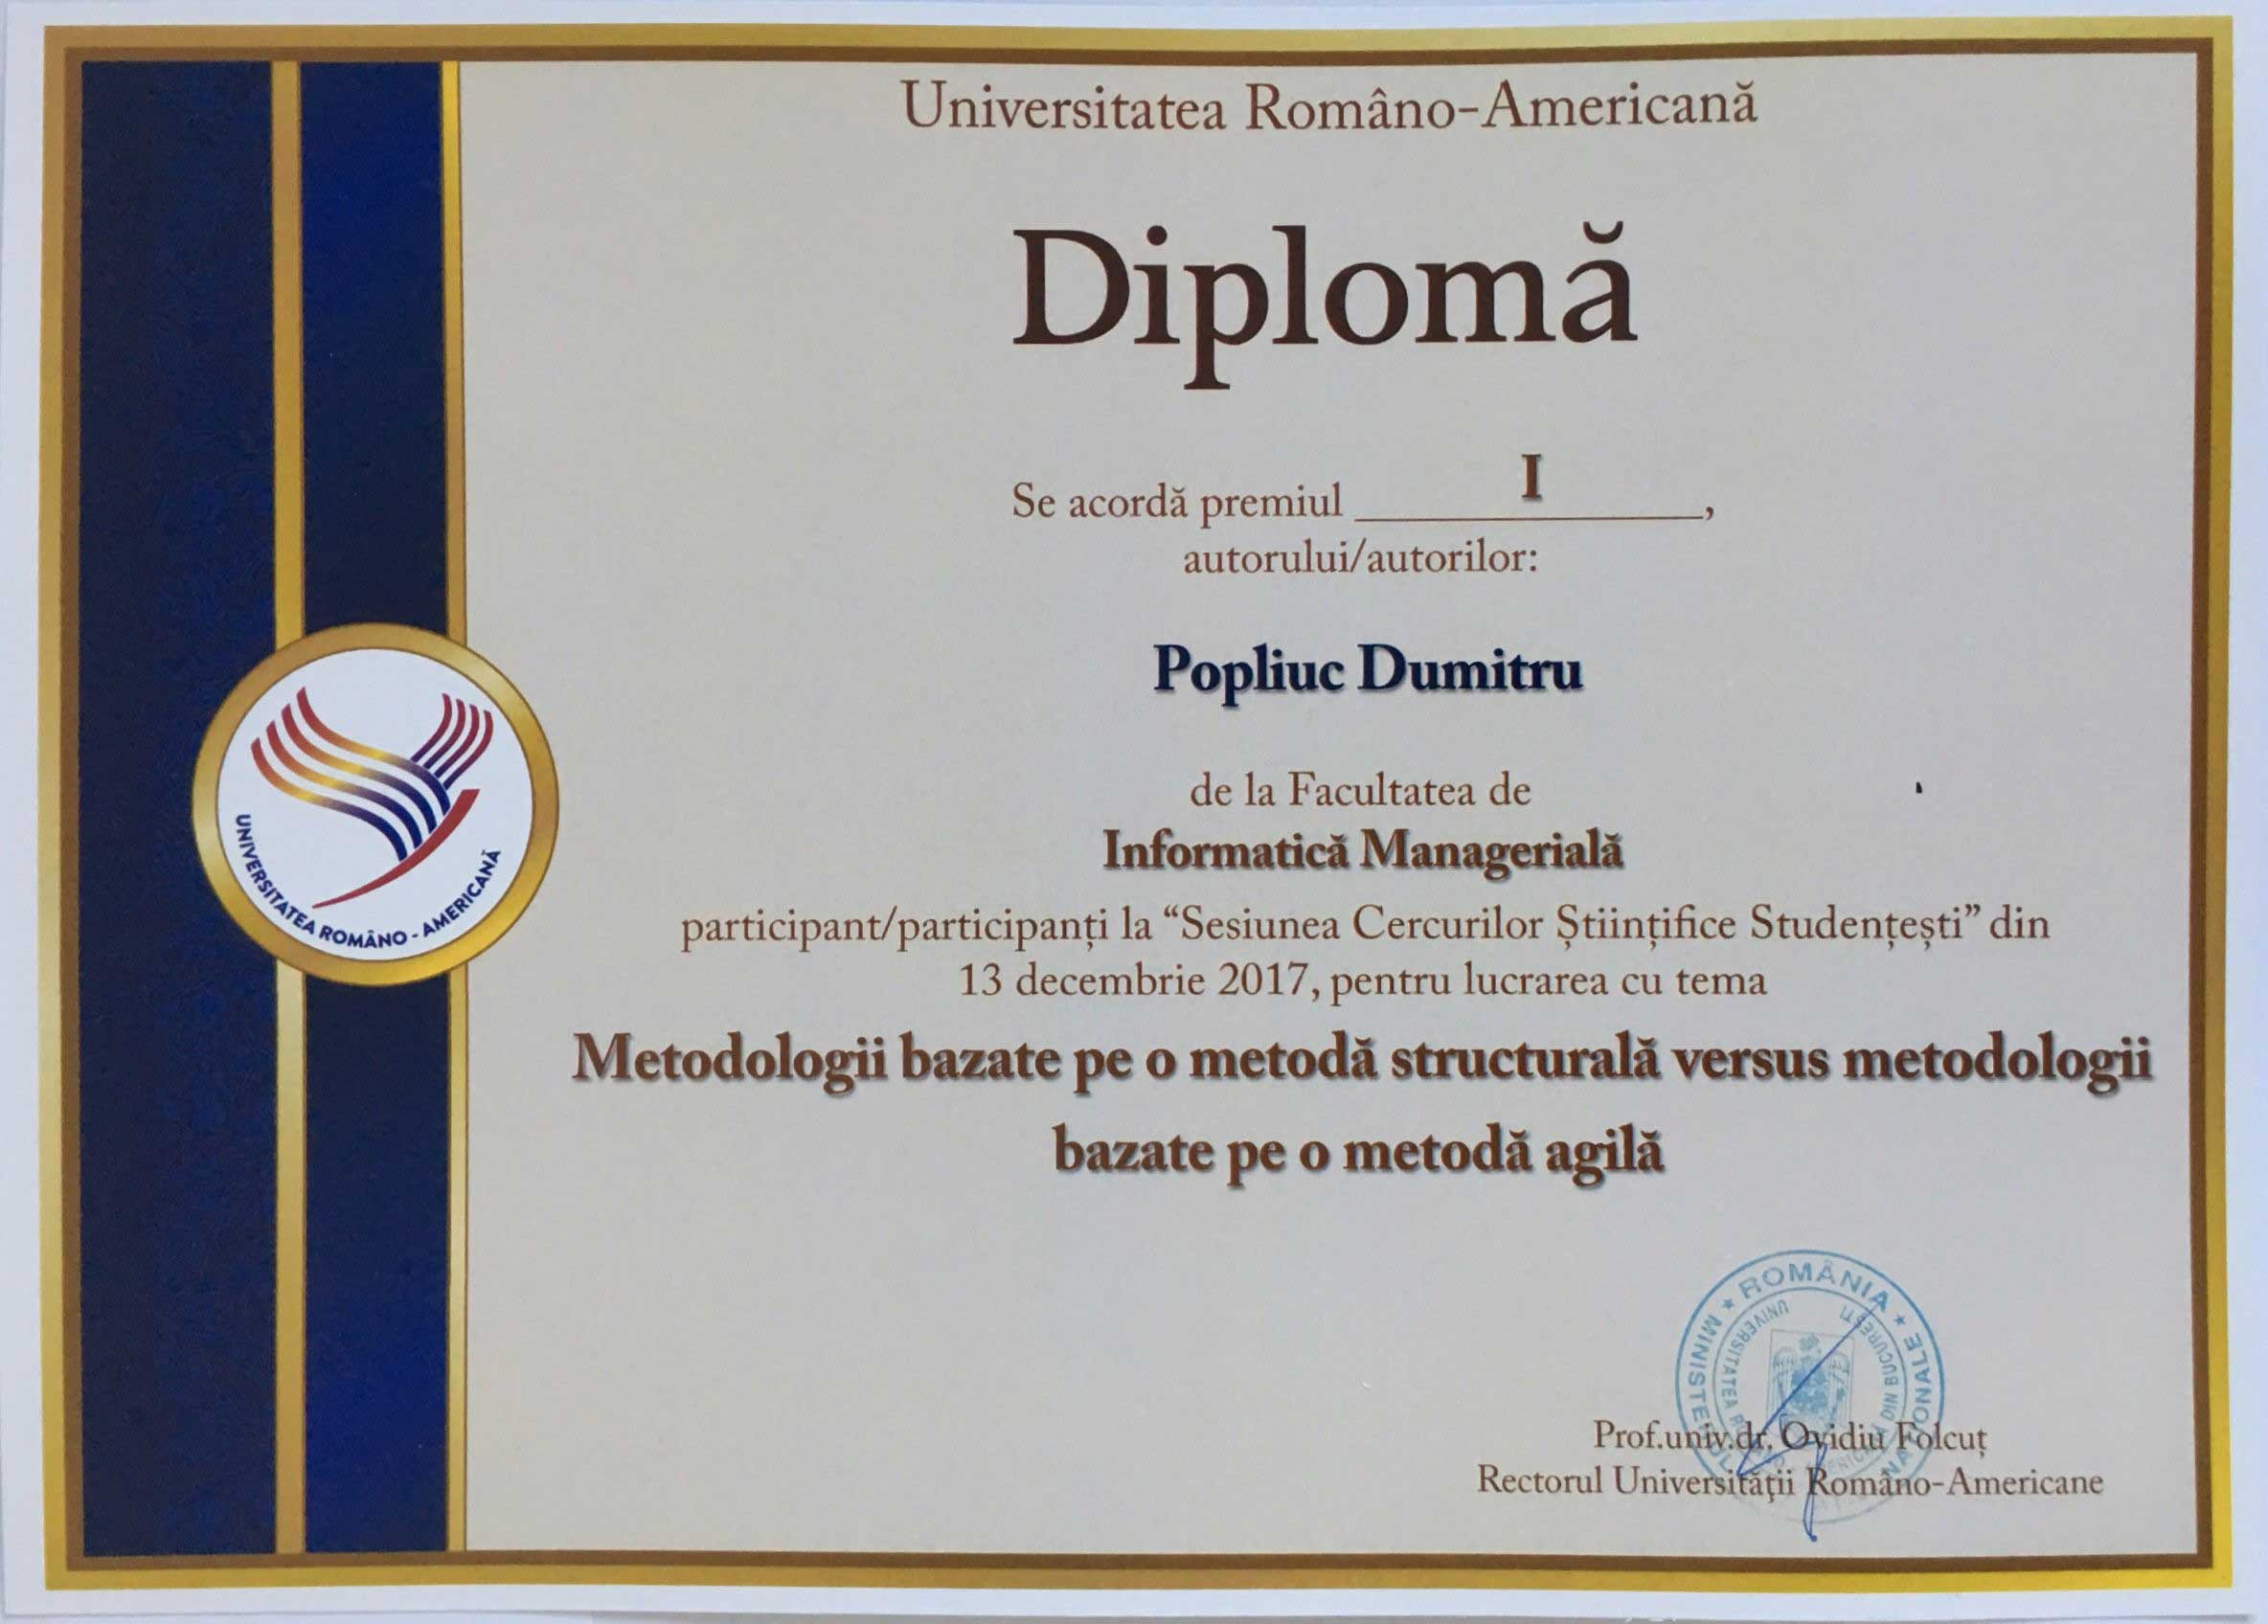 Universitatea Româno-Americană
Diplomă
Se acordă premiul I,
autorului/autorilor:
Popliuc Dumitru
de la Facultatea de
Informatică Managerială
participant/participanți la “Sesiunea Cercurilor Științifice Studențești” din
13 decembrie 2017, pentru lucrarea cu tema
Metodologii bazate pe o metodă structurală versus metodologii
bazate pe o metodă agilă
UNIVERSITATEA ROMÂNO - AMERICANĂ
★ ROMÂNIA ★
MINISTERUL NAȚIONALE
UNIVERSITATEA DIN BUCUREȘTI
Prof.univ.dr. Ovidiu Folcuț
Rectorul Universității Româno-Americane